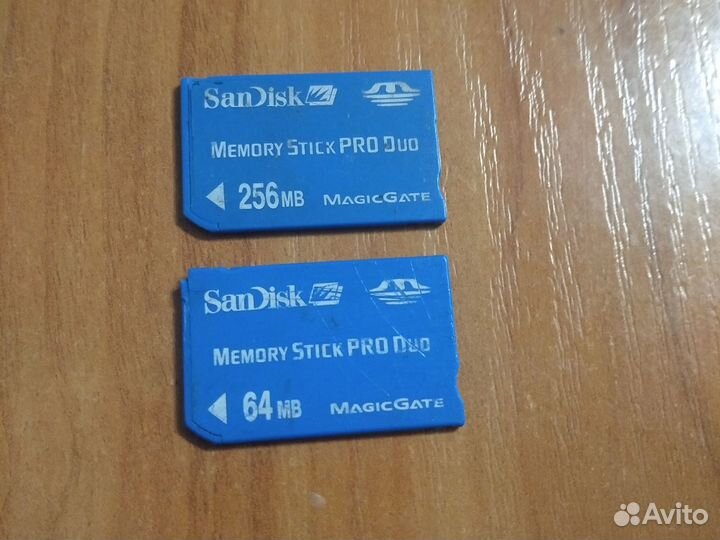 SanDisk
MEMORY STICK PRO DUO
256 MB MAGICGATE
SanDisk
MEMORY STICK PRO DUO
64 MB MAGICGATE
Avito